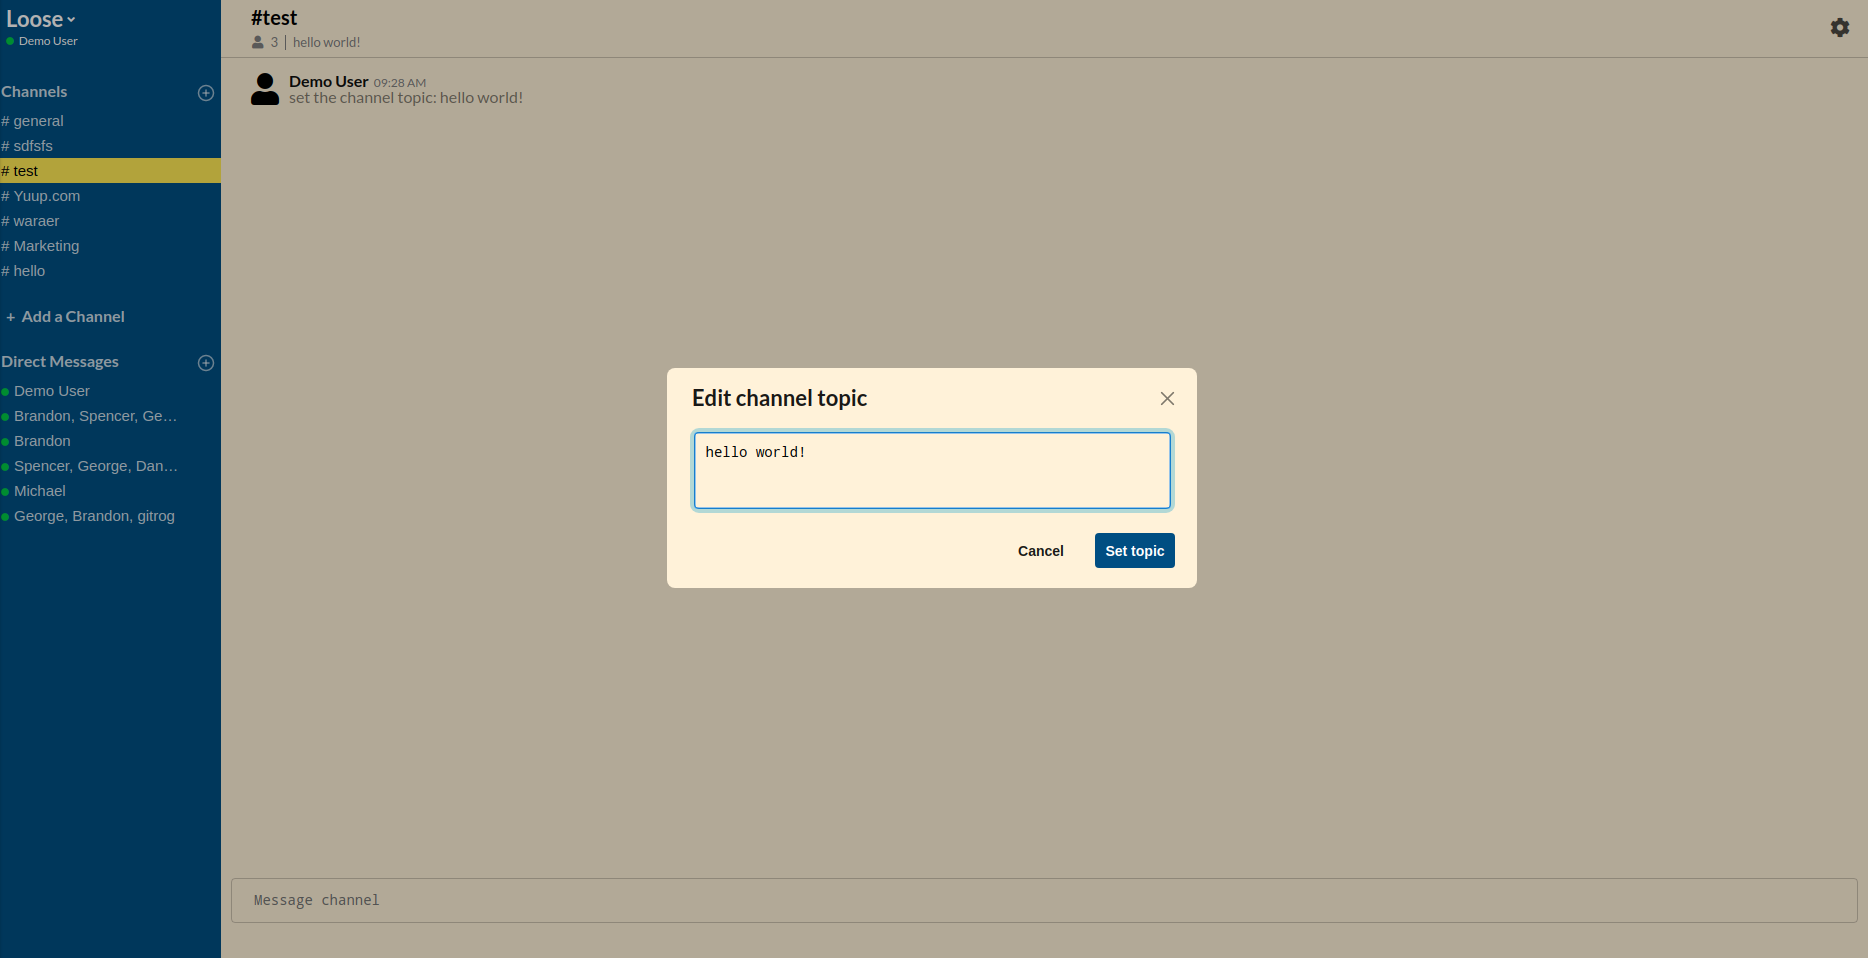 Loose
Demo User
Channels
# general
# sdfsfs
# test
# Yuup.com
# waraer
# Marketing
# hello
+ Add a Channel
Direct Messages
Demo User
Brandon, Spencer, Ge...
Brandon
Spencer, George, Dan...
Michael
George, Brandon, gitrog
#test
3 | hello world!
Demo User 09:28 AM
set the channel topic: hello world!
Edit channel topic
hello world!
Cancel
Set topic
Message channel